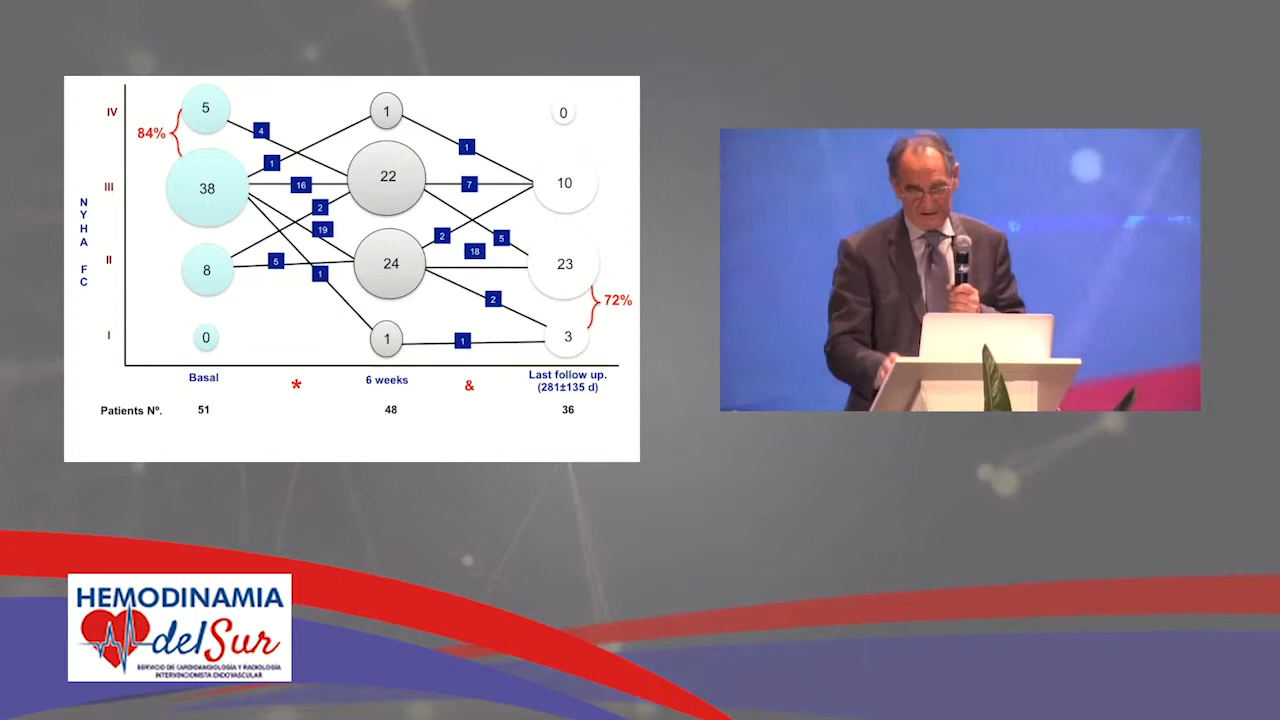 IV
5
1
0
84%
4
1
1
III
38
16
22
7
10
N
Y
H
A
F
C
2
19
2
5
18
II
8
5
24
23
1
2
72%
I
0
1
1
3
Basal
*
6 weeks
&
Last follow up.
(281±135 d)
Patients Nº.
51
48
36
HEMODINAMIA
delSur
SERVICIO DE CARDIOANGIOLOGÍA Y RADIOLOGÍA
INTERVENCIONISTA ENDOVASCULAR